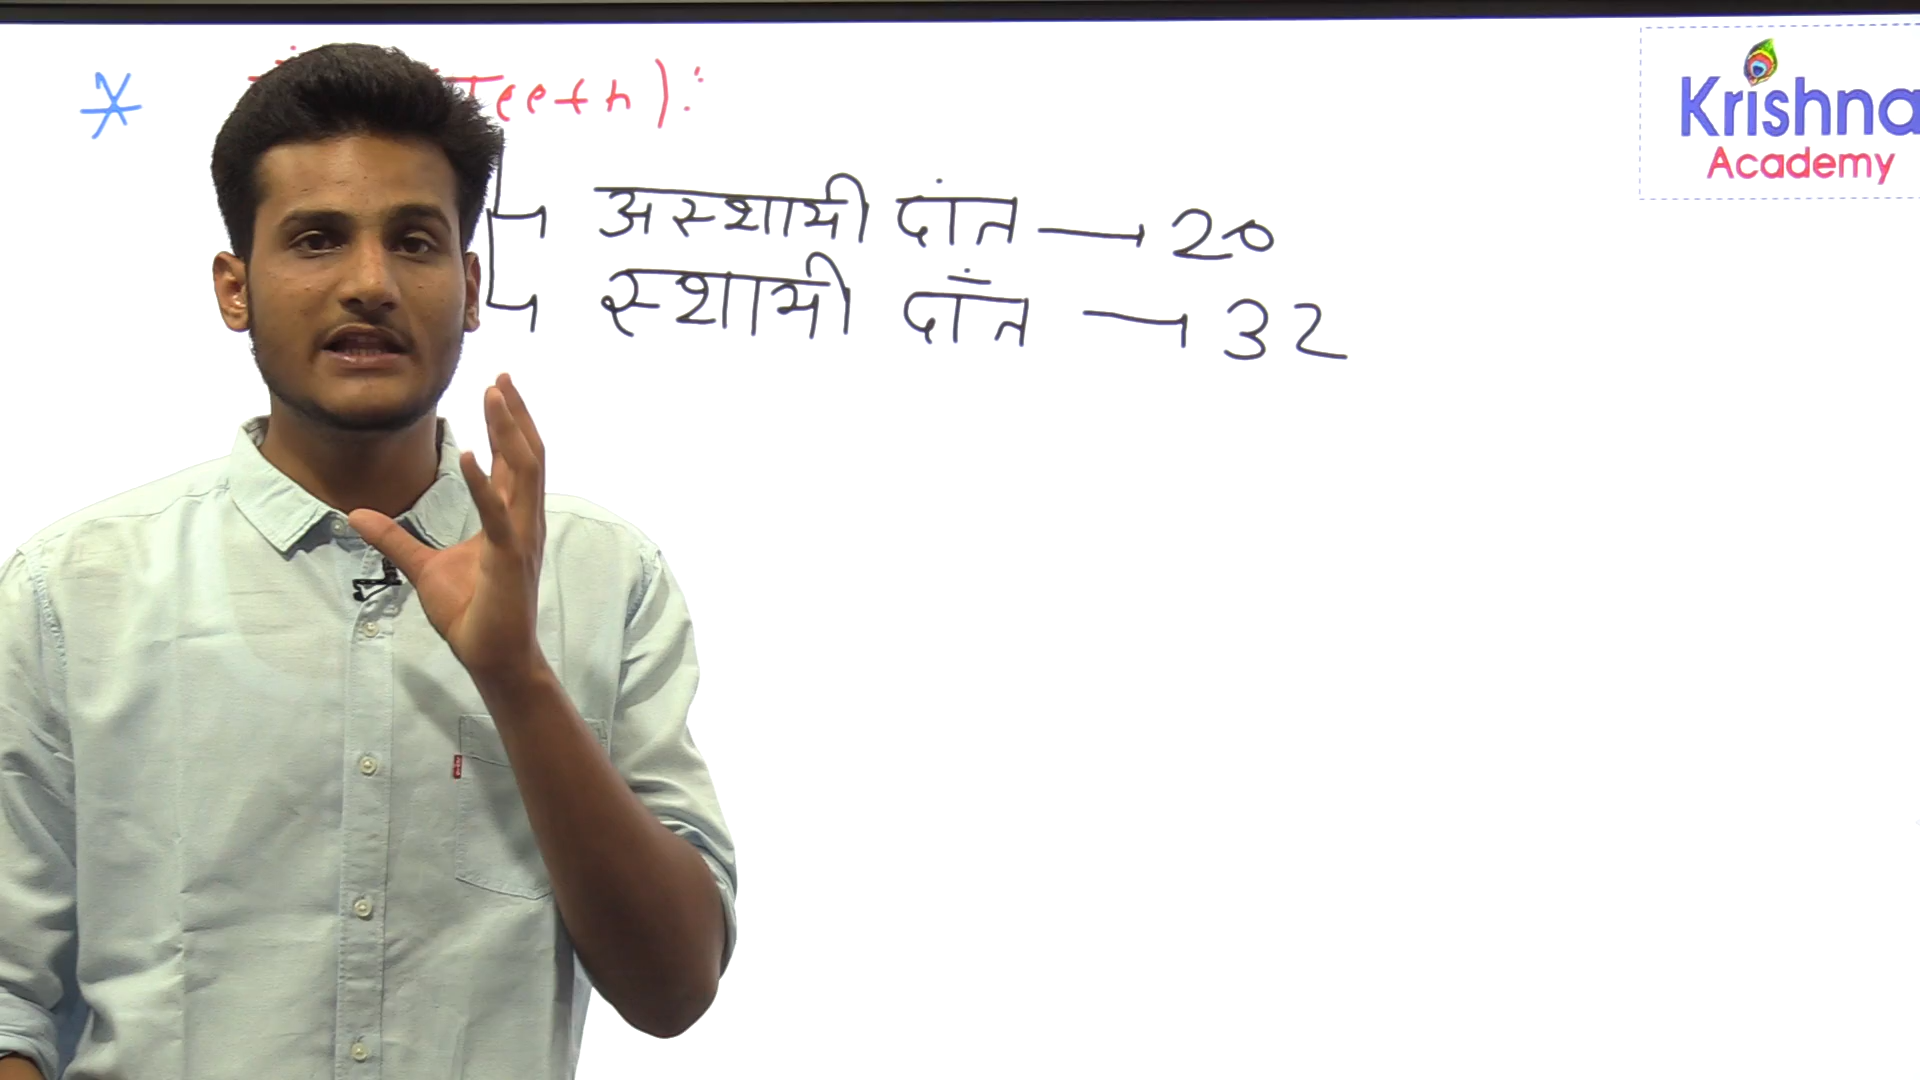 Teeth):
अस्थायी दांत → 20
स्थायी दाँत → 32
Krishna
Academy